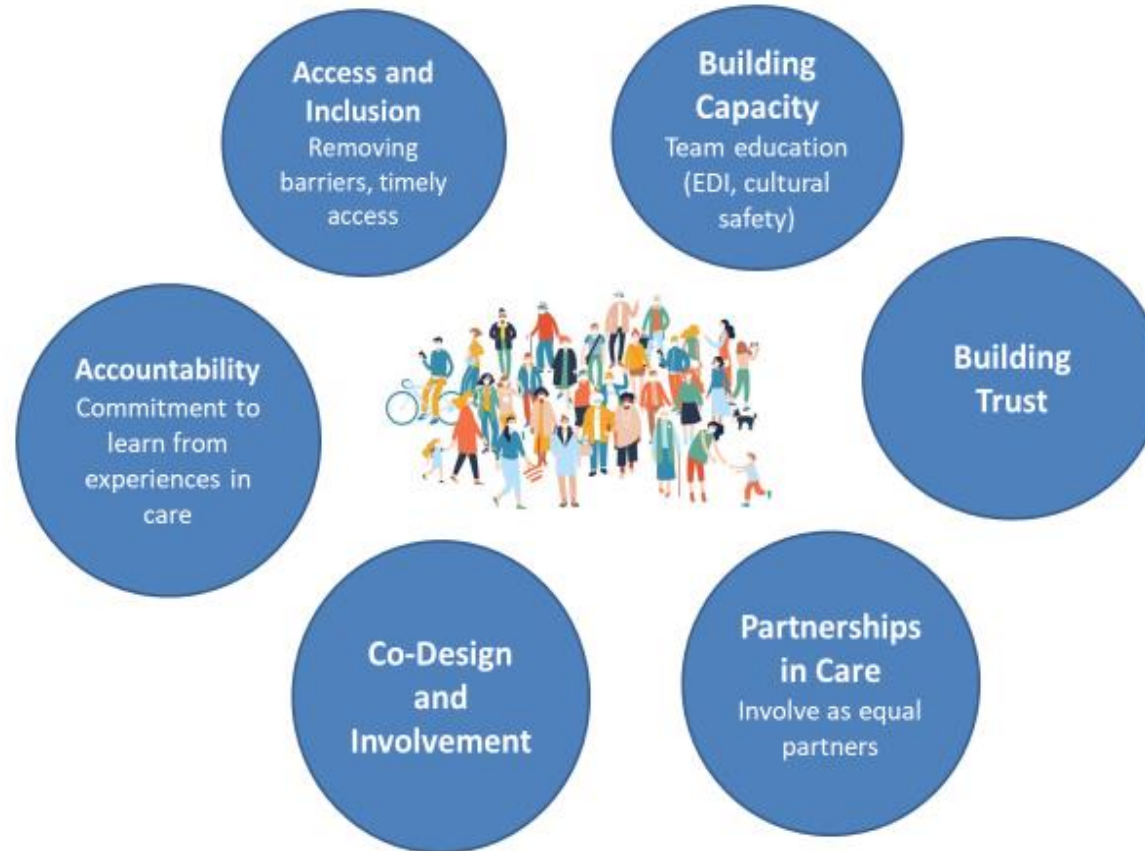 Access and
Inclusion
Removing
barriers, timely
access
Building
Capacity
Team education
(EDI, cultural
safety)
Building
Trust
Partnerships
in Care
Involve as equal
partners
Co-Design
and
Involvement
Accountability
Commitment to
learn from
experiences in
care